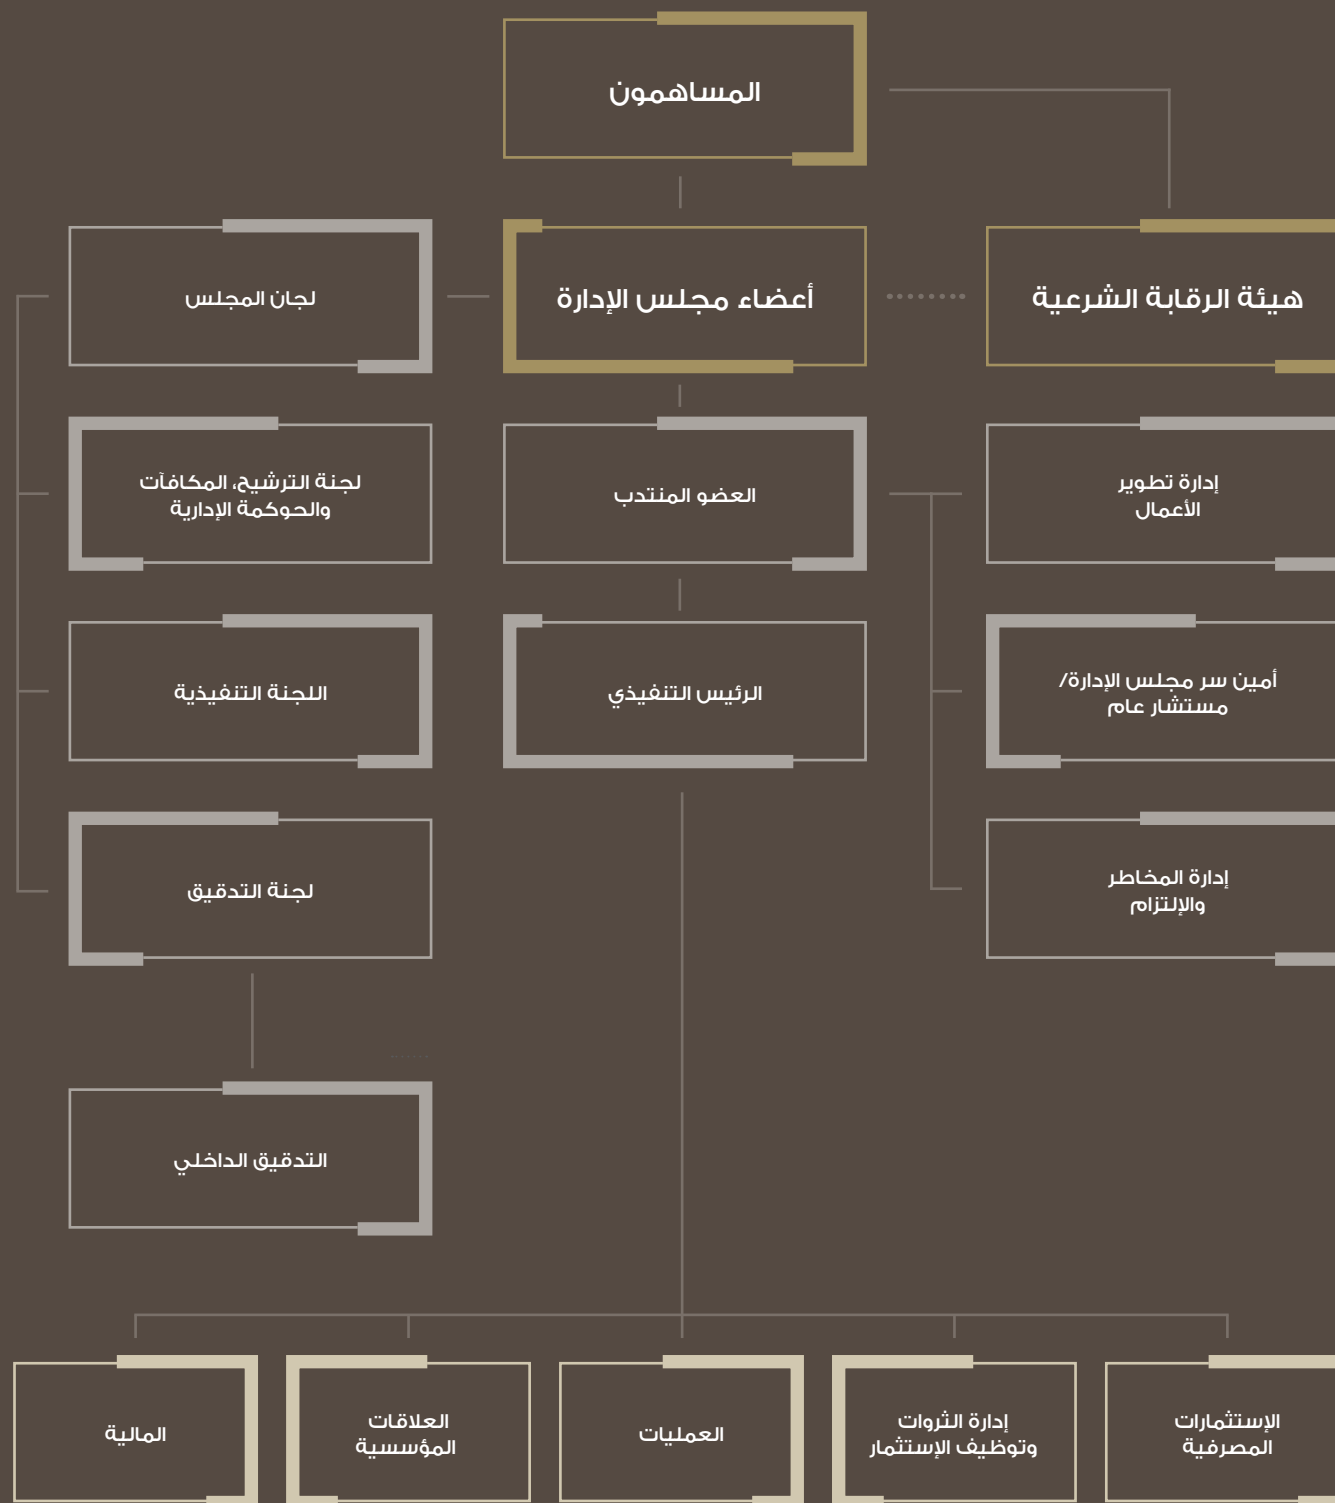 المساهمون
هيئة الرقابة الشرعية
أعضاء مجلس الإدارة
لجان المجلس
إدارة تطوير
الأعمال
العضو المنتدب
لجنة الترشيح، المكافآت
والحوكمة الإدارية
أمين سر مجلس الإدارة/
مستشار عام
الرئيس التنفيذي
اللجنة التنفيذية
إدارة المخاطر
والإلتزام
لجنة التدقيق
التدقيق الداخلي
الإستثمارات
المصرفية
إدارة الثروات
وتوظيف الإستثمار
العمليات
العلاقات
المؤسسية
المالية